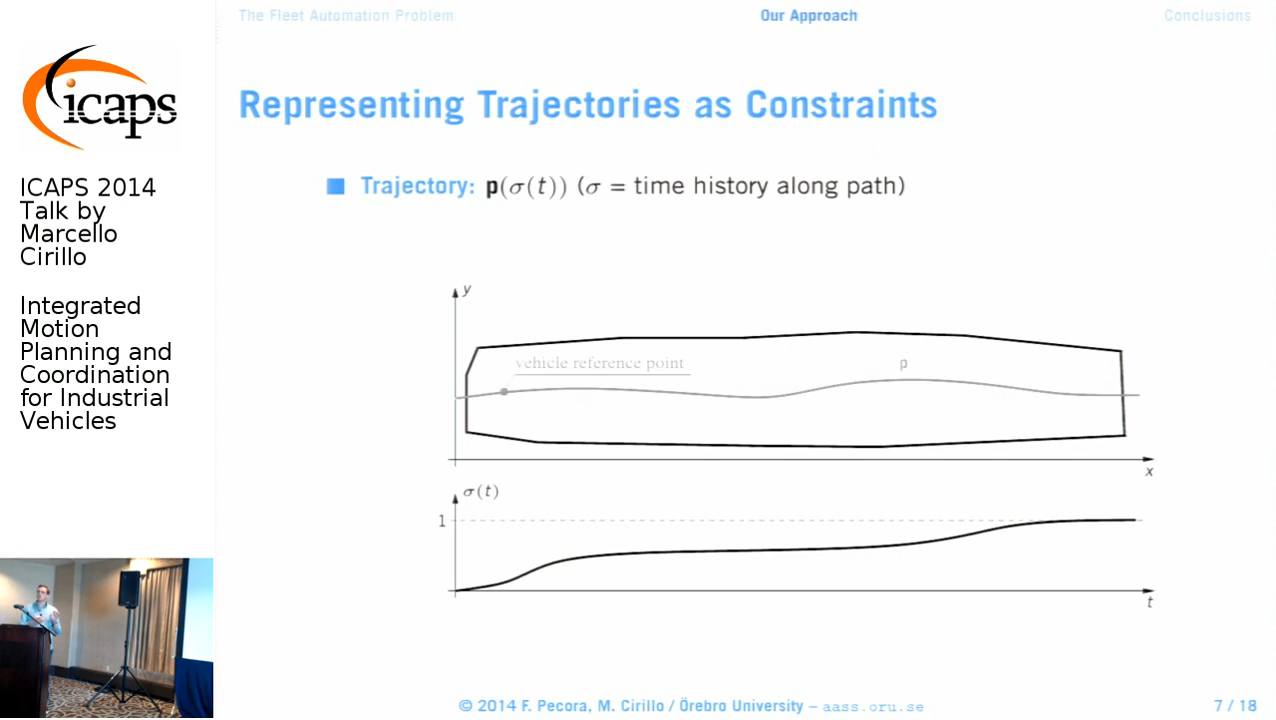 The Fleet Automation Problem
Our Approach
Conclusions
icaps
ICAPS 2014
Talk by
Marcello
Cirillo
Integrated
Motion
Planning and
Coordination
for Industrial
Vehicles
Representing Trajectories as Constraints
Trajectory: p(σ(t)) (σ = time history along path)
y
vehicle reference point
p
x
σ(t)
1
t
© 2014 F. Pecora, M. Cirillo / Örebro University – aass.oru.se
7 / 18